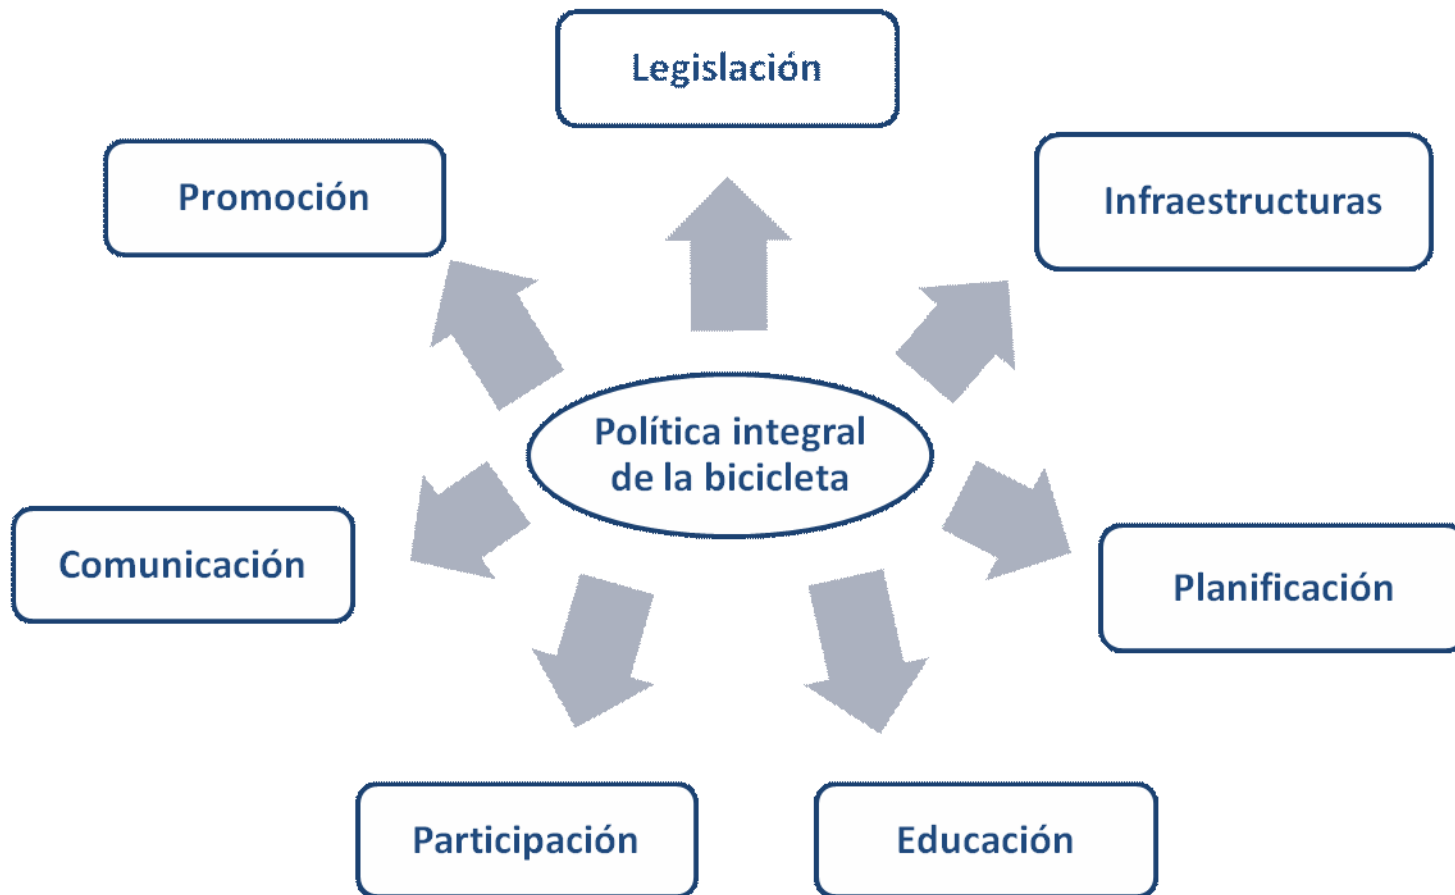 Legislación
Promoción
Infraestructuras
Política integral
de la bicicleta
Comunicación
Planificación
Participación
Educación